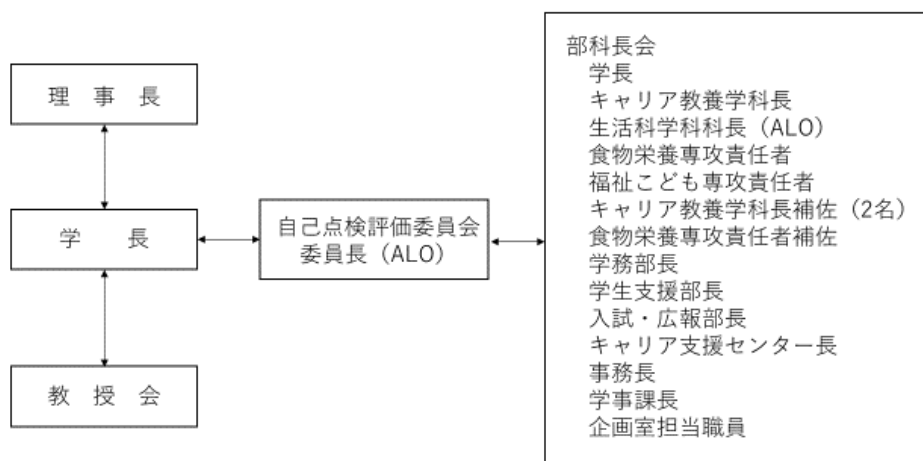 理 事 長
学 長
教 授 会
自己点検評価委員会
委員長（ALO）
部科長会
学長
キャリア教養学科長
生活科学科科長（ALO）
食物栄養専攻責任者
福祉こども専攻責任者
キャリア教養学科長補佐（2名）
食物栄養専攻責任者補佐
学務部長
学生支援部長
入試・広報部長
キャリア支援センター長
事務長
学事課長
企画室担当職員